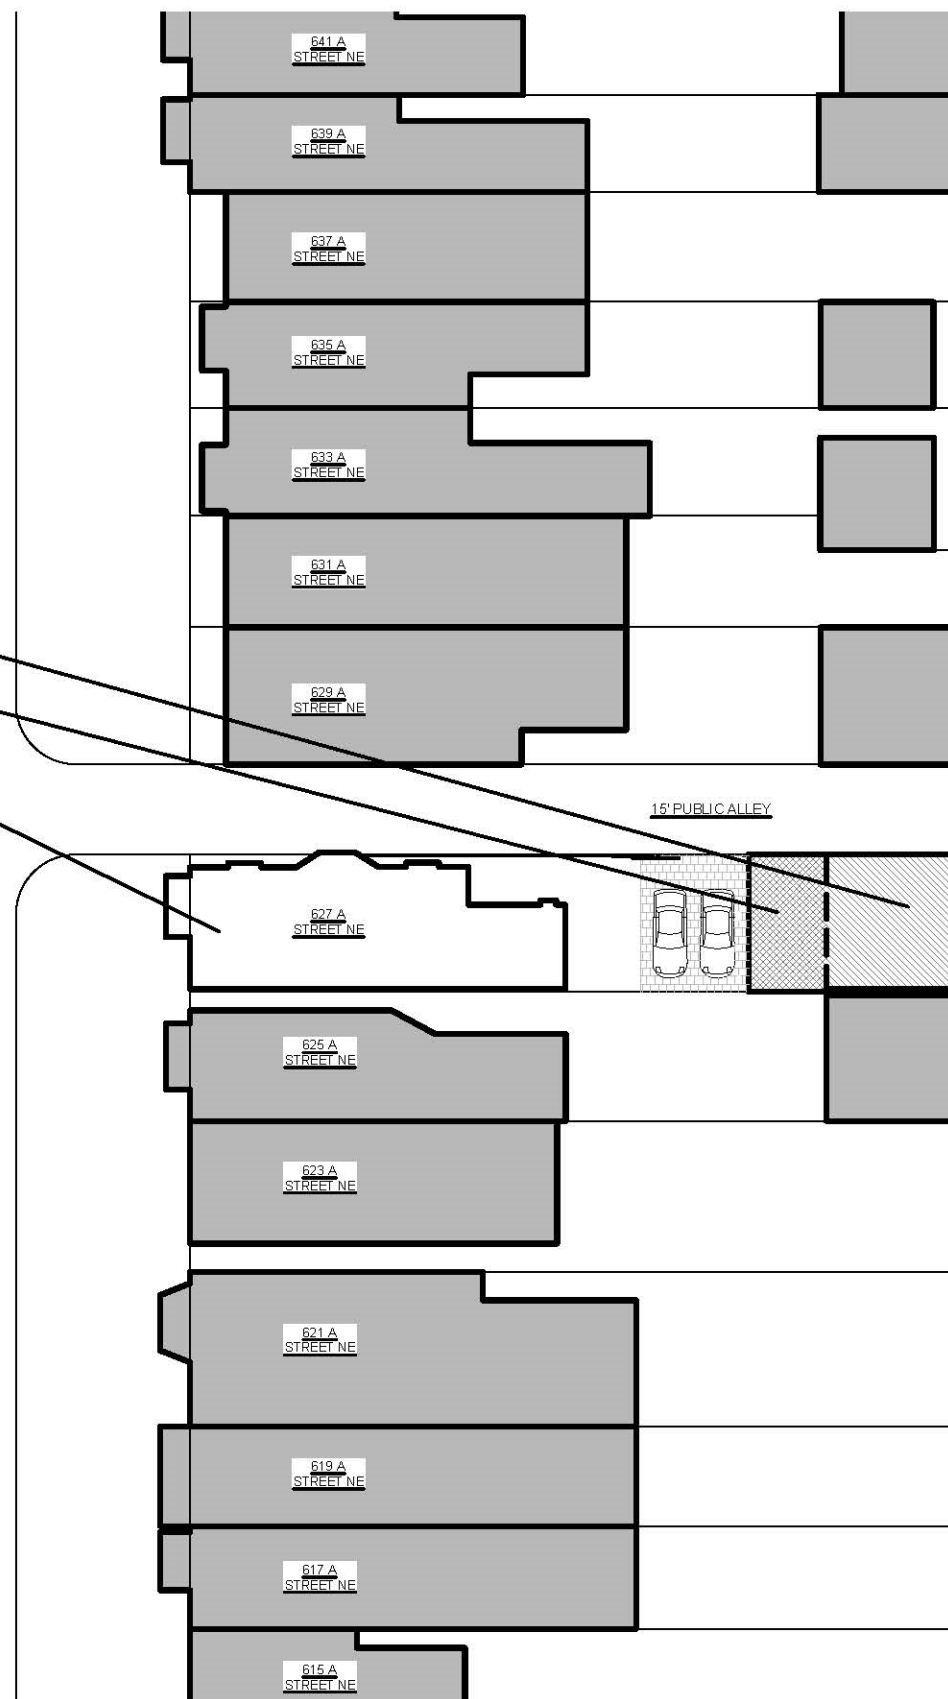 641 A
STREET NE
639 A
STREET NE
637 A
STREET NE
635 A
STREET NE
633 A
STREET NE
631 A
STREET NE
629 A
STREET NE
15' PUBLIC ALLEY
627 A
STREET NE
625 A
STREET NE
623 A
STREET NE
621 A
STREET NE
619 A
STREET NE
617 A
STREET NE
615 A
STREET NE